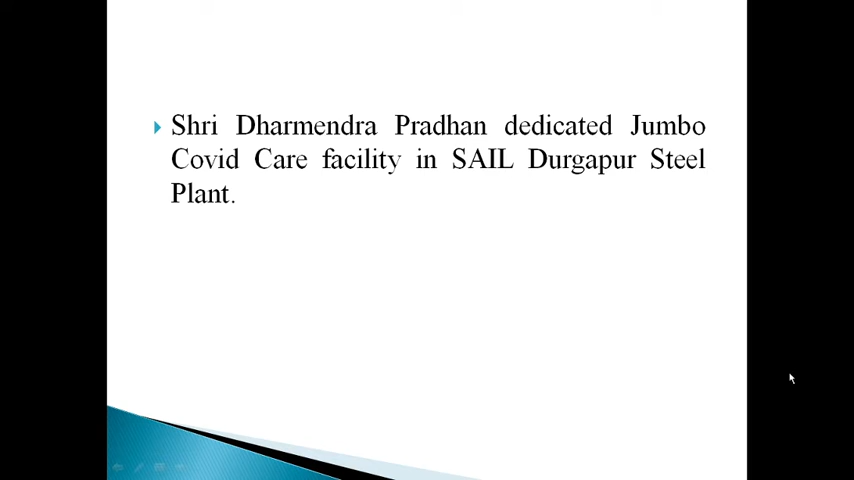 Shri Dharmendra Pradhan dedicated Jumbo
Covid Care facility in SAIL Durgapur Steel
Plant.